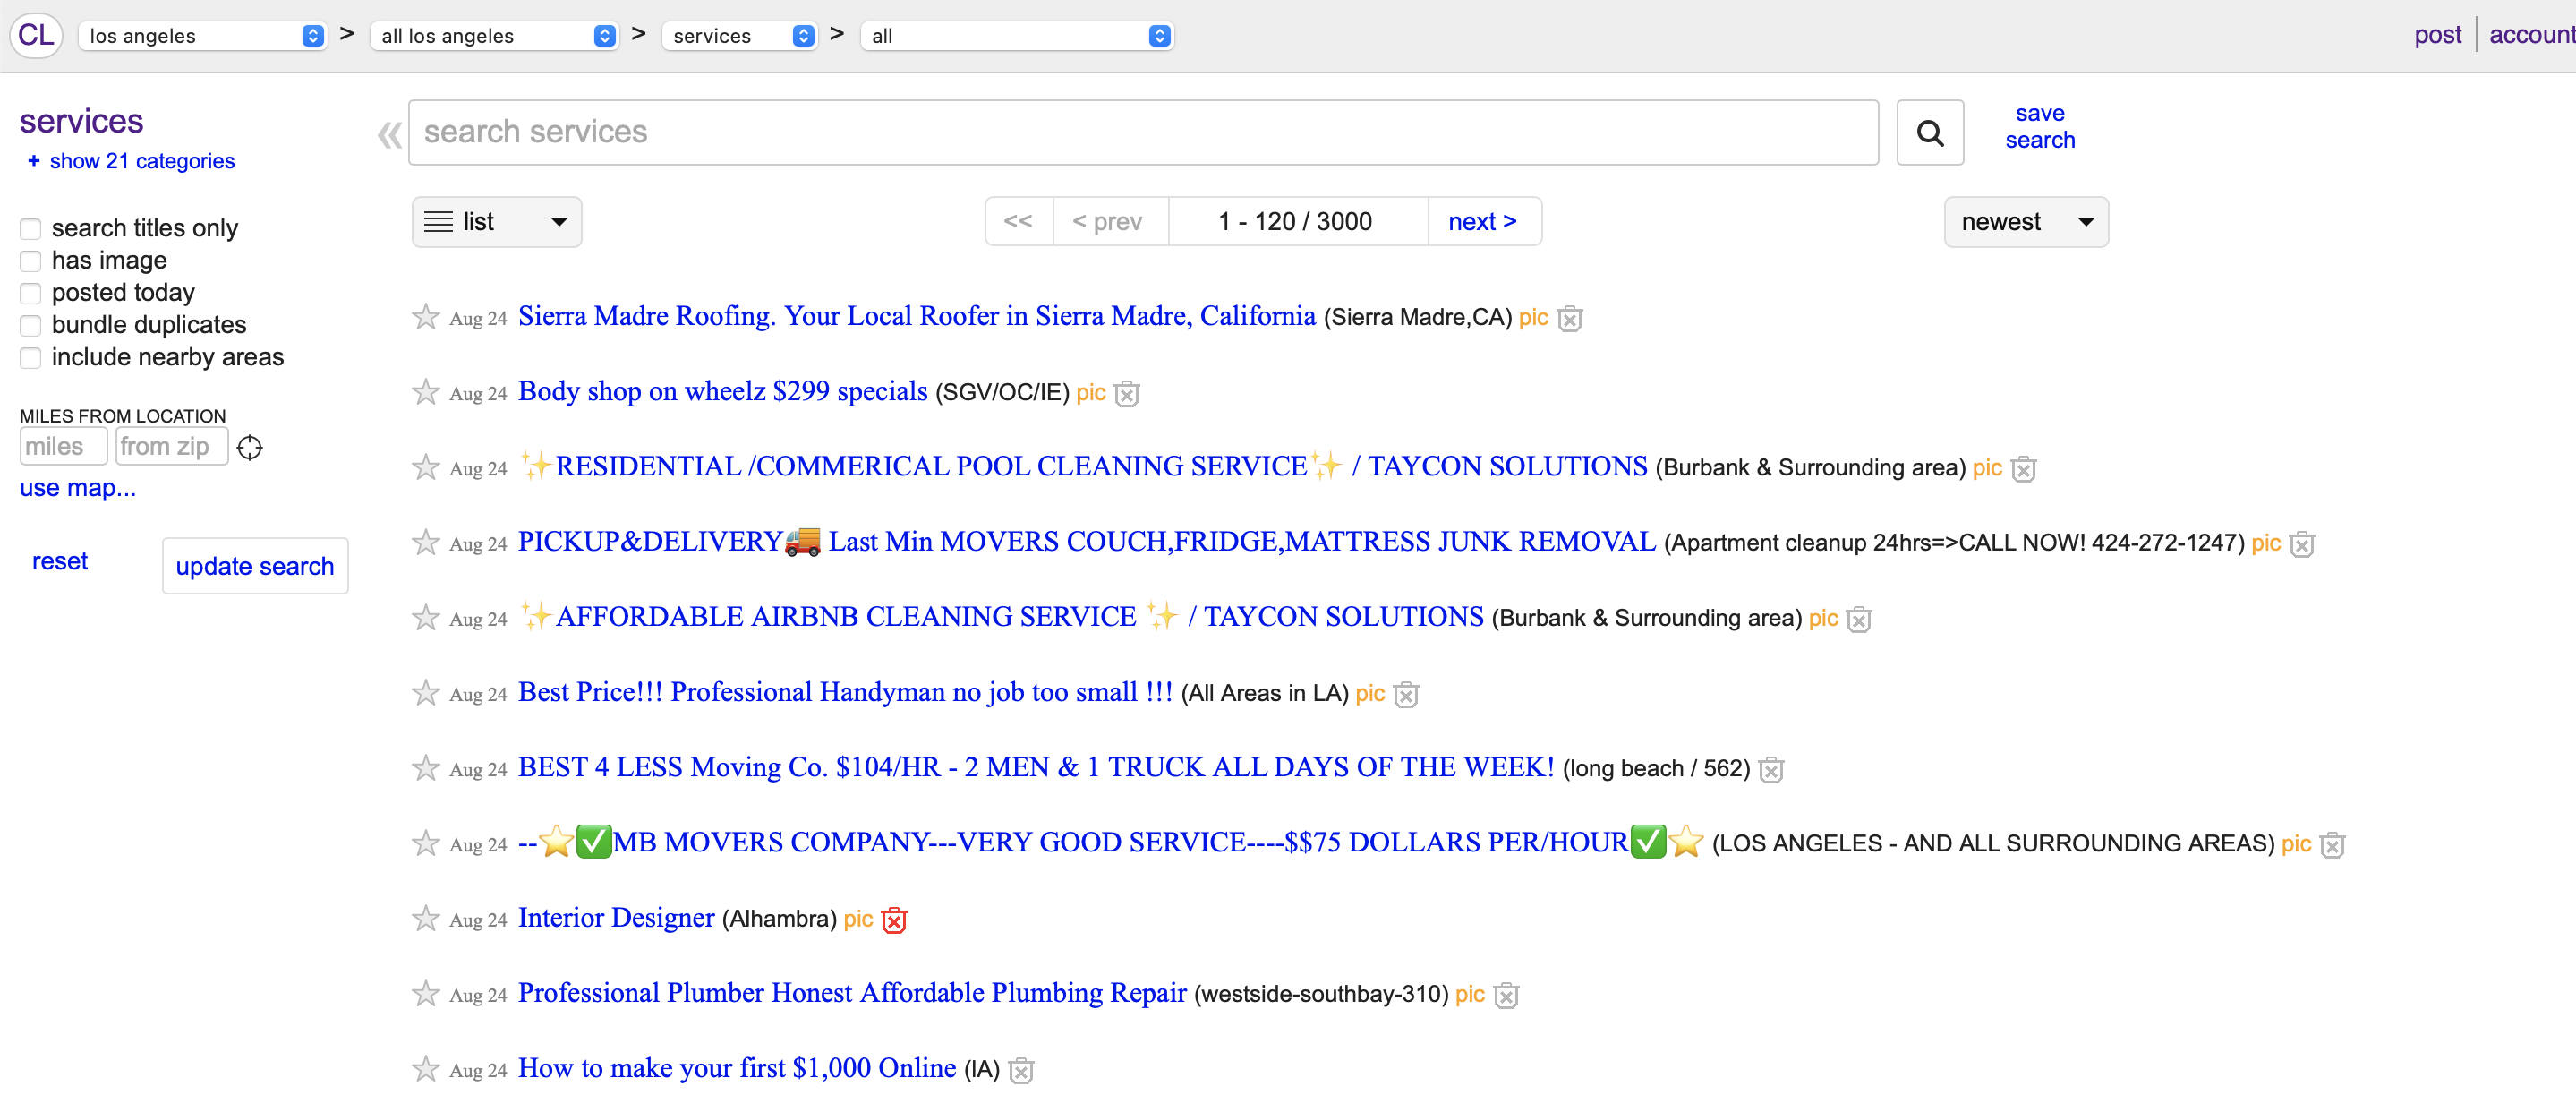 CL los angeles > all los angeles > services > all post account
services
+ show 21 categories
search titles only
has image
posted today
bundle duplicates
include nearby areas
MILES FROM LOCATION
miles from zip
use map...
reset update search
« search services save search
list << < prev 1 - 120 / 3000 next > newest
Aug 24 Sierra Madre Roofing. Your Local Roofer in Sierra Madre, California (Sierra Madre,CA) pic
Aug 24 Body shop on wheelz $299 specials (SGV/OC/IE) pic
Aug 24 ✨RESIDENTIAL /COMMERICAL POOL CLEANING SERVICE✨ / TAYCON SOLUTIONS (Burbank & Surrounding area) pic
Aug 24 PICKUP&DELIVERY🚚 Last Min MOVERS COUCH,FRIDGE,MATTRESS JUNK REMOVAL (Apartment cleanup 24hrs=>CALL NOW! 424-272-1247) pic
Aug 24 ✨AFFORDABLE AIRBNB CLEANING SERVICE ✨ / TAYCON SOLUTIONS (Burbank & Surrounding area) pic
Aug 24 Best Price!!! Professional Handyman no job too small !!! (All Areas in LA) pic
Aug 24 BEST 4 LESS Moving Co. $104/HR - 2 MEN & 1 TRUCK ALL DAYS OF THE WEEK! (long beach / 562)
Aug 24 --⭐✅MB MOVERS COMPANY---VERY GOOD SERVICE----$$75 DOLLARS PER/HOUR✅⭐ (LOS ANGELES - AND ALL SURROUNDING AREAS) pic
Aug 24 Interior Designer (Alhambra) pic
Aug 24 Professional Plumber Honest Affordable Plumbing Repair (westside-southbay-310) pic
Aug 24 How to make your first $1,000 Online (IA)